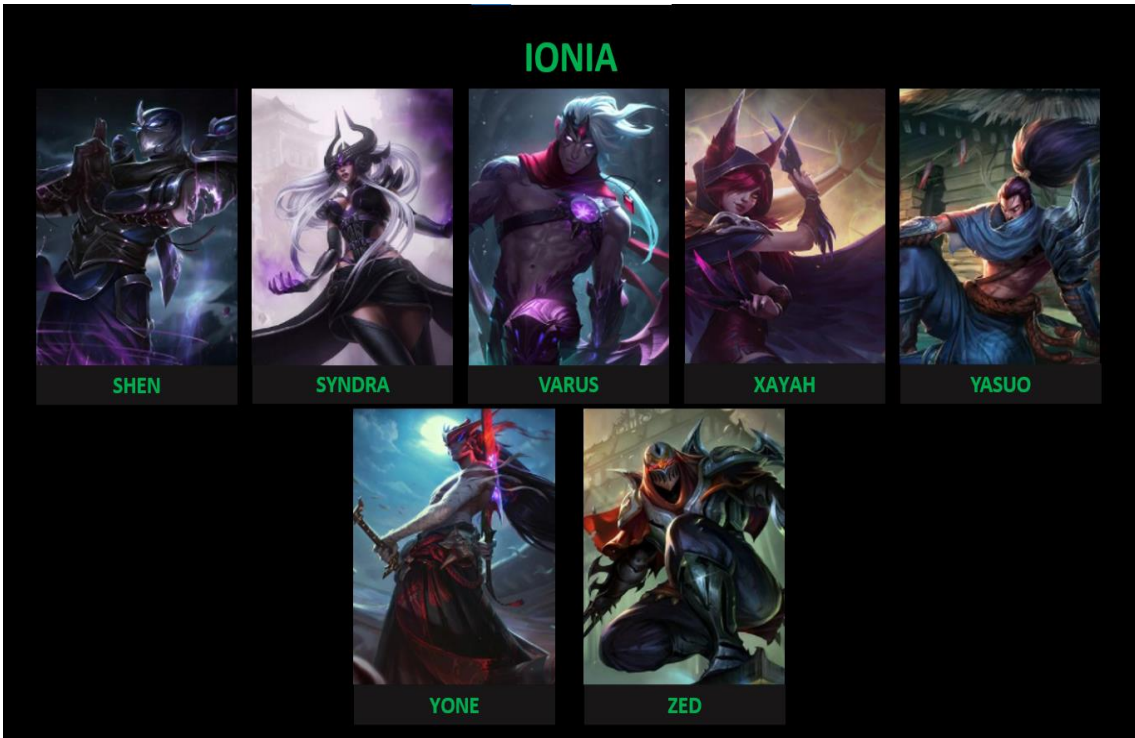 IONIA
SHEN
SYNDRA
VARUS
XAYAH
YASUO
YONE
ZED